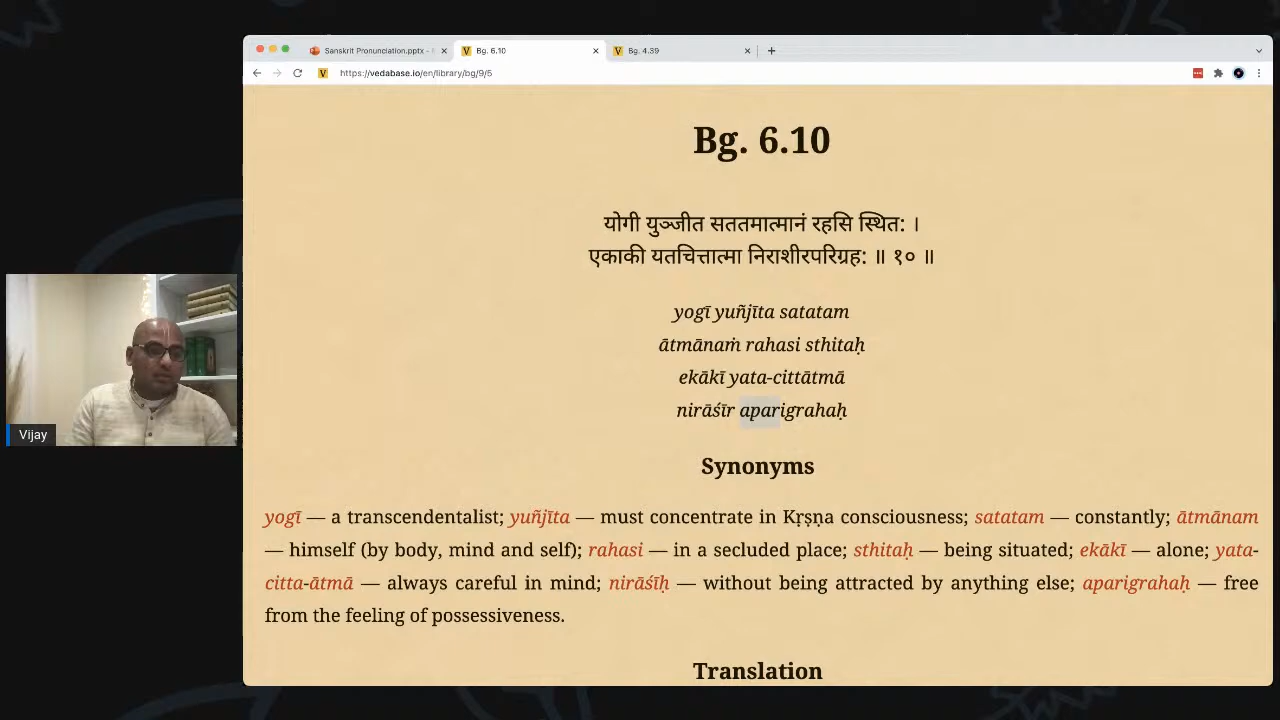 Sanskrit Pronunciation.pptx -
Bg. 6.10
Bg. 4.39
https://vedabase.io/en/library/bg/9/5
Bg. 6.10
योगी युञ्जीत सततमात्मानं रहसि स्थित: ।
एकाकी यतचित्तात्मा निराशीरपरिग्रह: ॥ १० ॥
yogī yuñjīta satatam
ātmānaṁ rahasi sthitaḥ
ekākī yata-cittātmā
nirāśīr aparigrahaḥ
Synonyms
yogī — a transcendentalist; yuñjīta — must concentrate in Kṛṣṇa consciousness; satatam — constantly; ātmānam
— himself (by body, mind and self); rahasi — in a secluded place; sthitaḥ — being situated; ekākī — alone; yata-
citta-ātmā — always careful in mind; nirāśīḥ — without being attracted by anything else; aparigrahaḥ — free
from the feeling of possessiveness.
Translation
Vijay